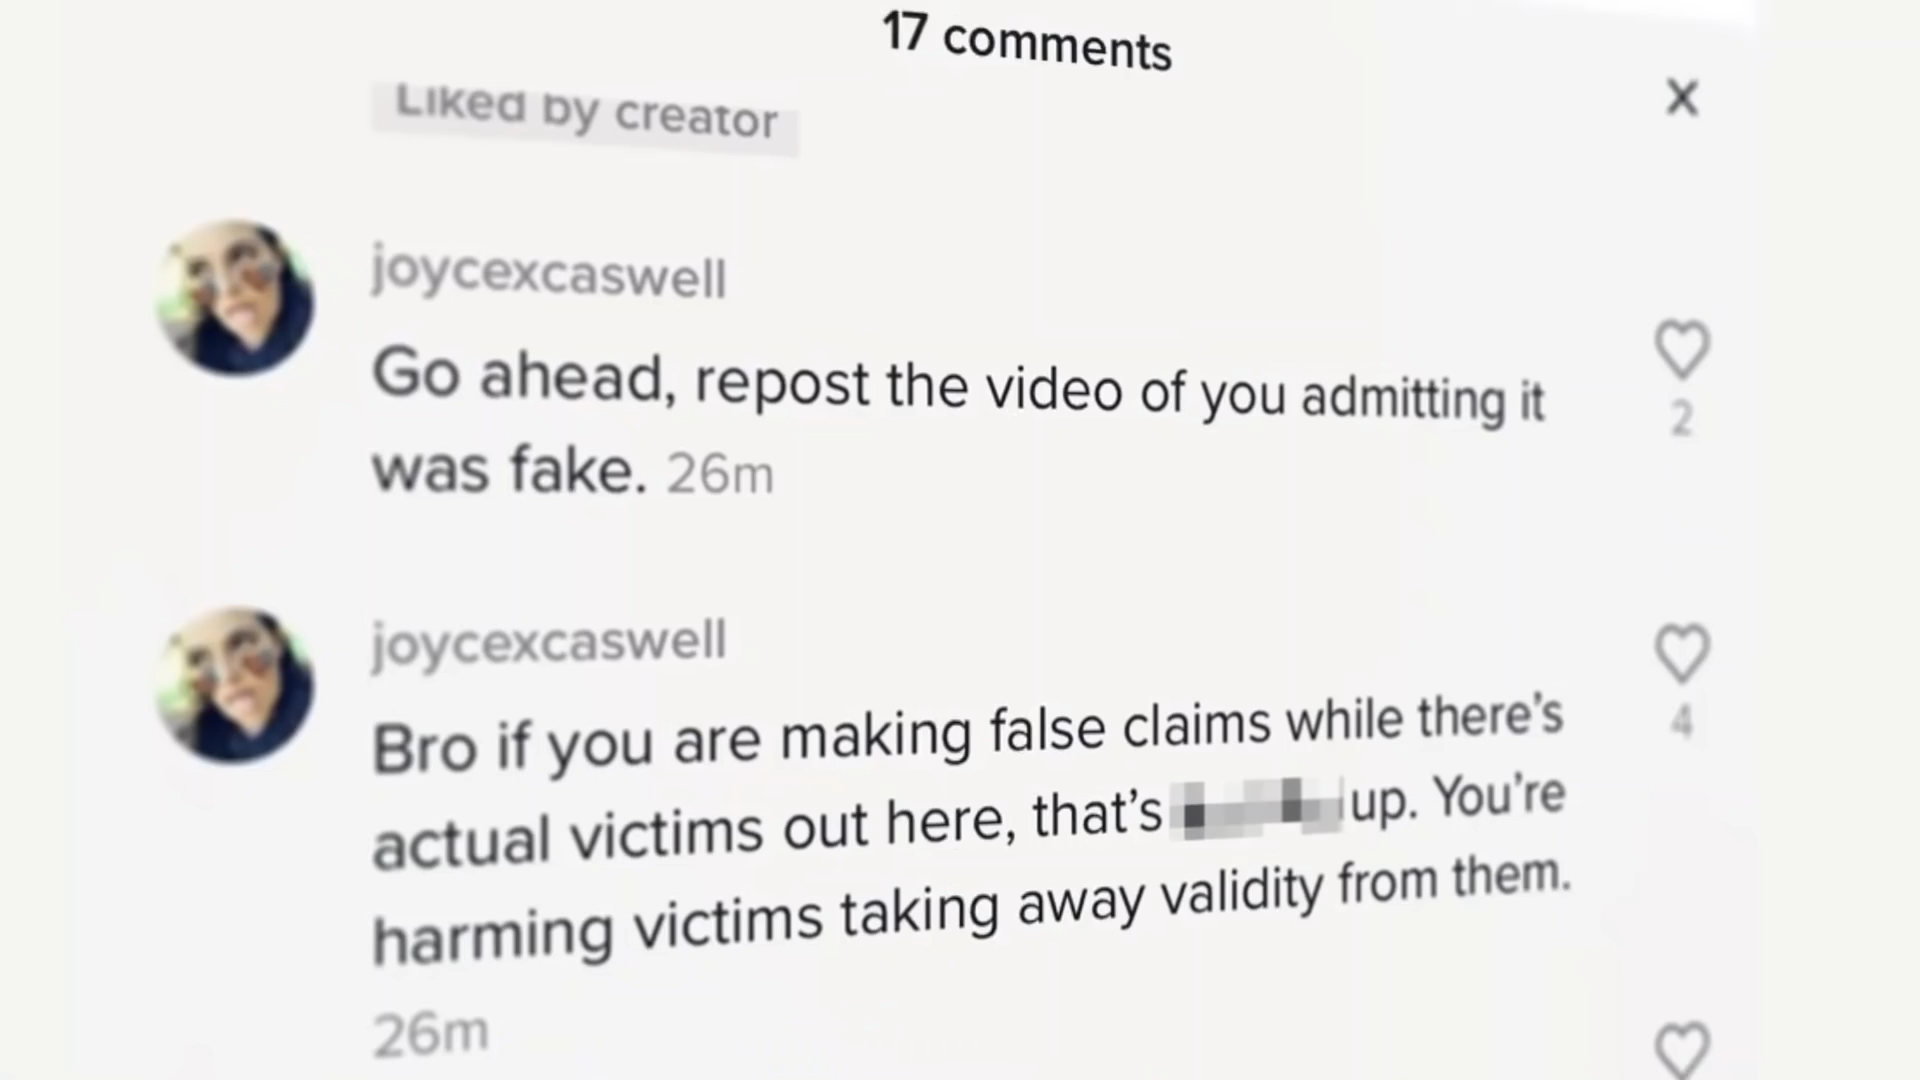 17 comments
Liked by creator
joycexcaswell
Go ahead, repost the video of you admitting it
was fake. 26m
2
joycexcaswell
Bro if you are making false claims while there's
actual victims out here, that's up. You're
harming victims taking away validity from them.
26m
4